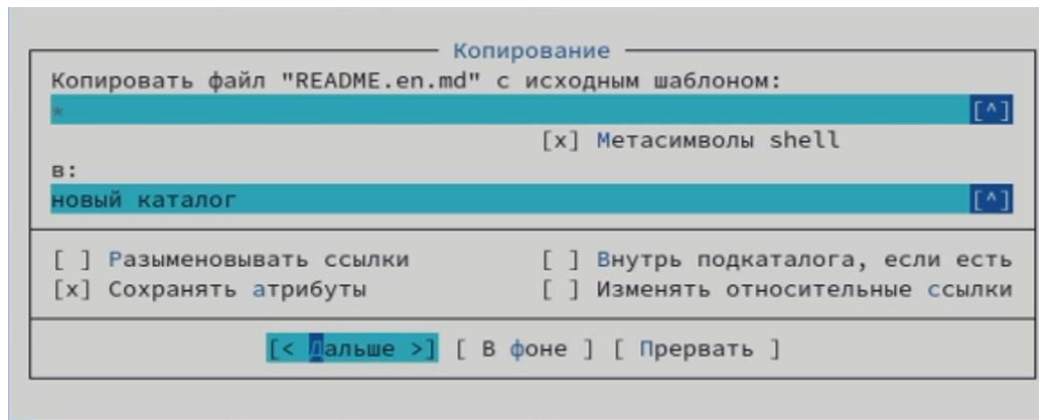 Копирование
Копировать файл "README.en.md" с исходным шаблоном:
* [^]
[x] Метасимволы shell
в:
новый каталог [^]
[ ] Разыменовывать ссылки [ ] Внутрь подкаталога, если есть
[x] Сохранять атрибуты [ ] Изменять относительные ссылки
[< Дальше >] [ В фоне ] [ Прервать ]